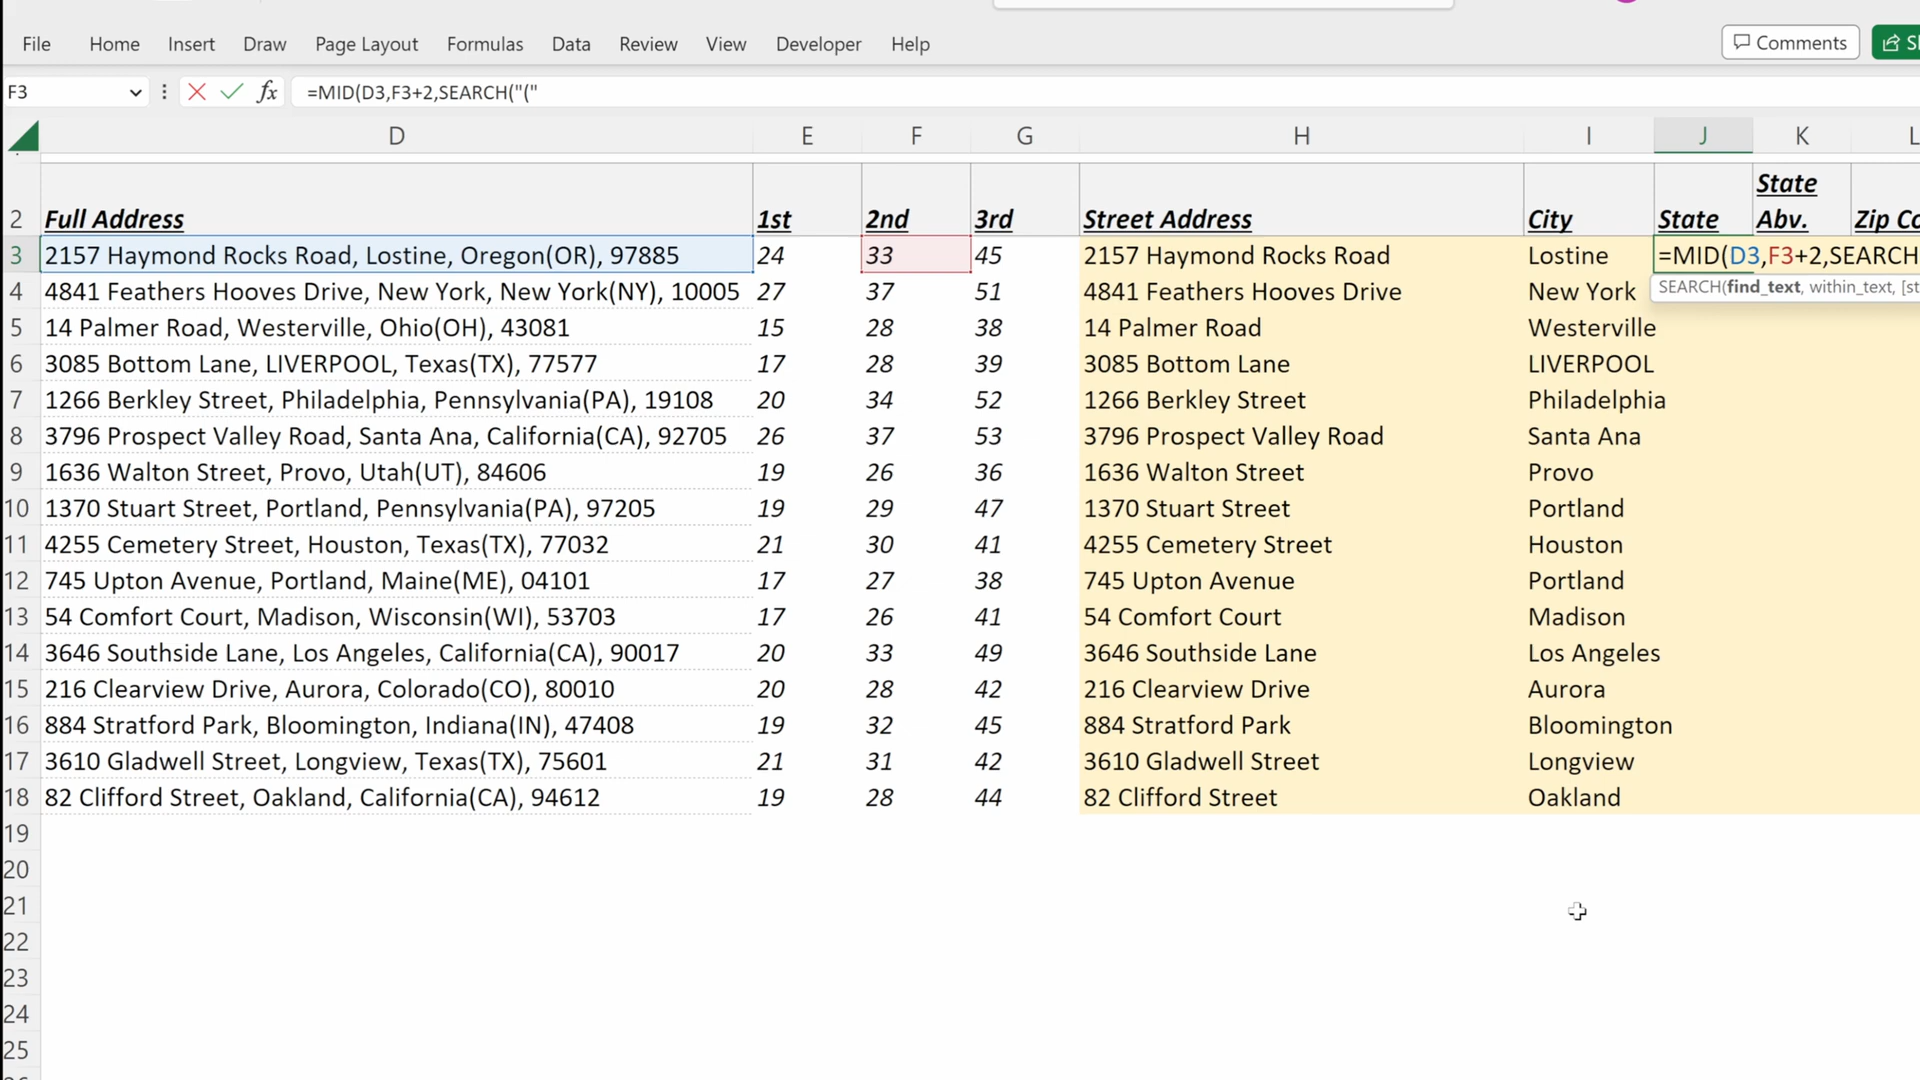 File Home Insert Draw Page Layout Formulas Data Review View Developer Help Comments
F3 fx =MID(D3,F3+2,SEARCH("("
D E F G H I J K L
State
2 Full Address 1st 2nd 3rd Street Address City State Abv. Zip Co
3 2157 Haymond Rocks Road, Lostine, Oregon(OR), 97885 24 33 45 2157 Haymond Rocks Road Lostine =MID(D3,F3+2,SEARCH
4 4841 Feathers Hooves Drive, New York, New York(NY), 10005 27 37 51 4841 Feathers Hooves Drive New York SEARCH(find_text, within_text, [st
5 14 Palmer Road, Westerville, Ohio(OH), 43081 15 28 38 14 Palmer Road Westerville
6 3085 Bottom Lane, LIVERPOOL, Texas(TX), 77577 17 28 39 3085 Bottom Lane LIVERPOOL
7 1266 Berkley Street, Philadelphia, Pennsylvania(PA), 19108 20 34 52 1266 Berkley Street Philadelphia
8 3796 Prospect Valley Road, Santa Ana, California(CA), 92705 26 37 53 3796 Prospect Valley Road Santa Ana
9 1636 Walton Street, Provo, Utah(UT), 84606 19 26 36 1636 Walton Street Provo
10 1370 Stuart Street, Portland, Pennsylvania(PA), 97205 19 29 47 1370 Stuart Street Portland
11 4255 Cemetery Street, Houston, Texas(TX), 77032 21 30 41 4255 Cemetery Street Houston
12 745 Upton Avenue, Portland, Maine(ME), 04101 17 27 38 745 Upton Avenue Portland
13 54 Comfort Court, Madison, Wisconsin(WI), 53703 17 26 41 54 Comfort Court Madison
14 3646 Southside Lane, Los Angeles, California(CA), 90017 20 33 49 3646 Southside Lane Los Angeles
15 216 Clearview Drive, Aurora, Colorado(CO), 80010 20 28 42 216 Clearview Drive Aurora
16 884 Stratford Park, Bloomington, Indiana(IN), 47408 19 32 45 884 Stratford Park Bloomington
17 3610 Gladwell Street, Longview, Texas(TX), 75601 21 31 42 3610 Gladwell Street Longview
18 82 Clifford Street, Oakland, California(CA), 94612 19 28 44 82 Clifford Street Oakland
19
20
21
22
23
24
25